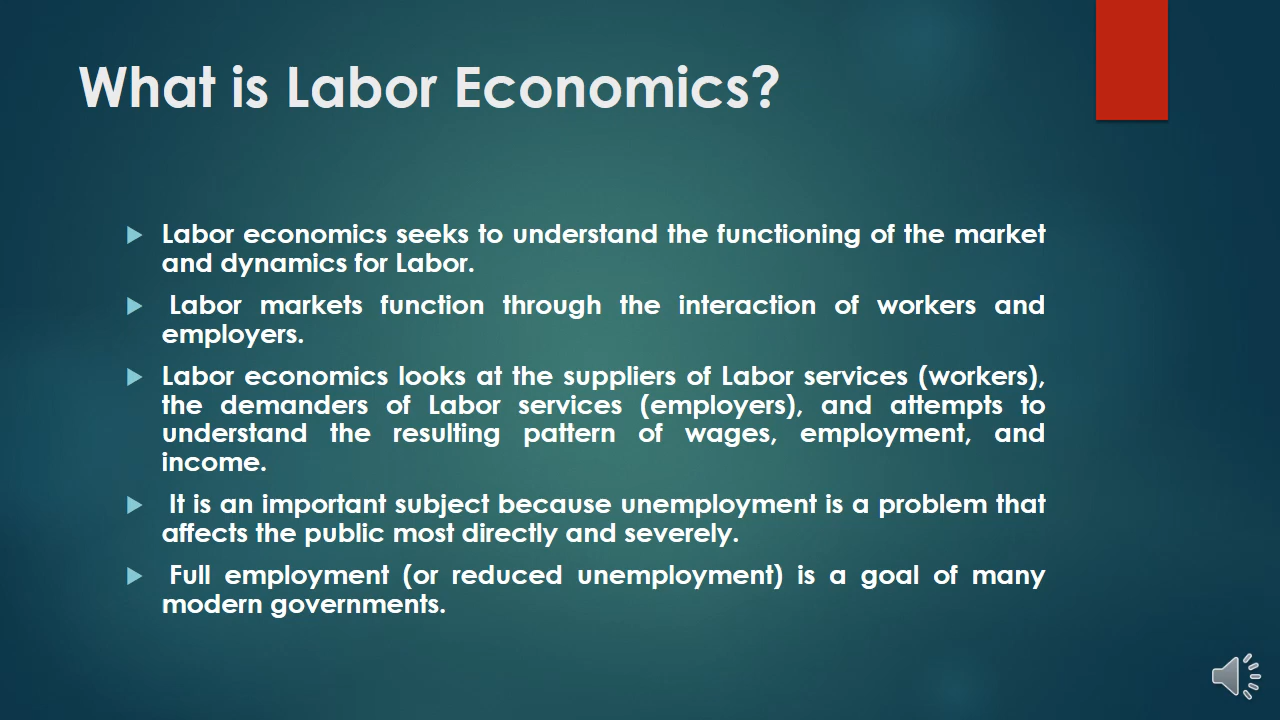 What is Labor Economics?
Labor economics seeks to understand the functioning of the market
and dynamics for Labor.
Labor markets function through the interaction of workers and
employers.
Labor economics looks at the suppliers of Labor services (workers),
the demanders of Labor services (employers), and attempts to
understand the resulting pattern of wages, employment, and
income.
It is an important subject because unemployment is a problem that
affects the public most directly and severely.
Full employment (or reduced unemployment) is a goal of many
modern governments.